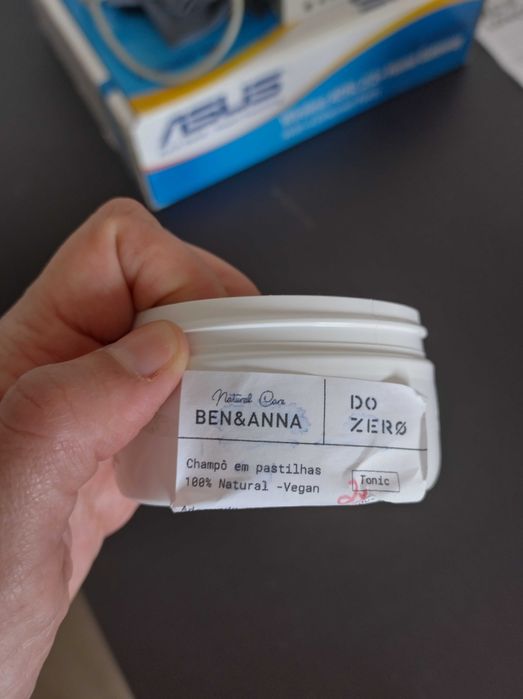 ASUS
Natural Care
BEN&ANNA
DO
ZERØ
Champô em pastilhas
100% Natural -Vegan
Tonic